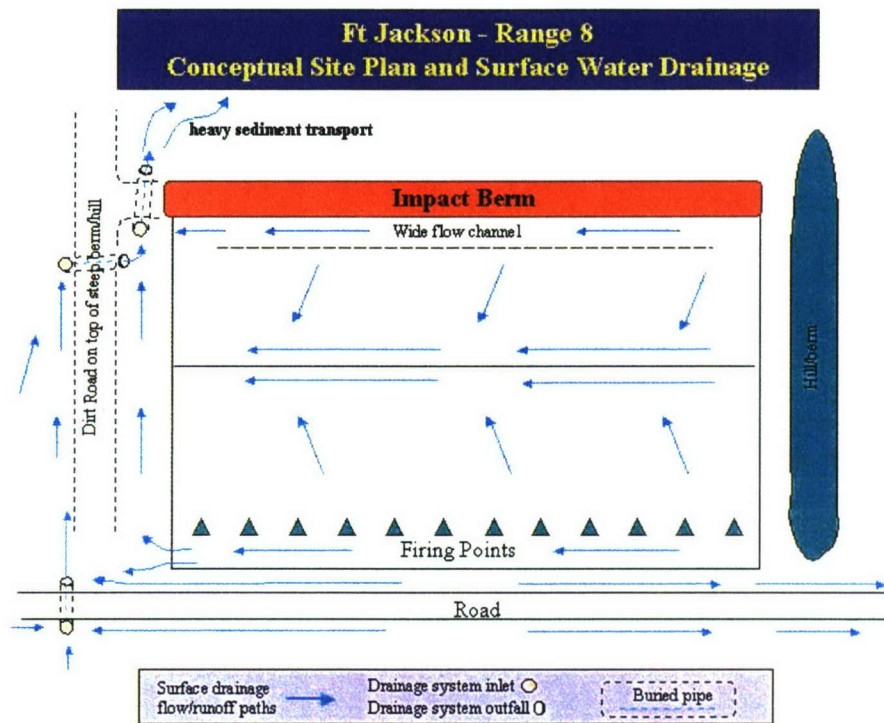 Ft Jackson - Range 8
Conceptual Site Plan and Surface Water Drainage
heavy sediment transport
Impact Berm
Wide flow channel
Dirt Road on top of steep berm/hill
Hill/berm
Firing Points
Road
Surface drainage
flow/runoff paths
Drainage system inlet
Drainage system outfall
Buried pipe